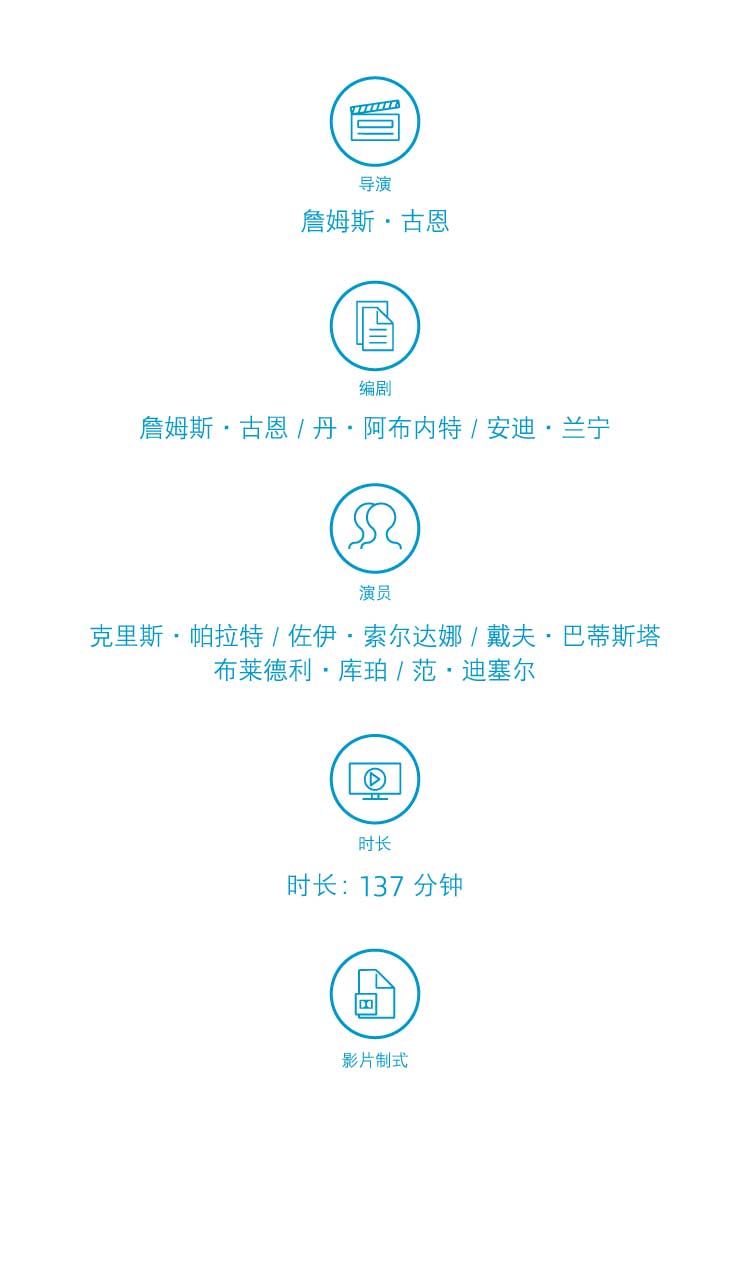 导演
詹姆斯·古恩
编剧
詹姆斯·古恩 / 丹·阿布内特 / 安迪·兰宁
演员
克里斯·帕拉特 / 佐伊·索尔达娜 / 戴夫·巴蒂斯塔
布莱德利·库珀 / 范·迪塞尔
时长
时长: 137 分钟
影片制式